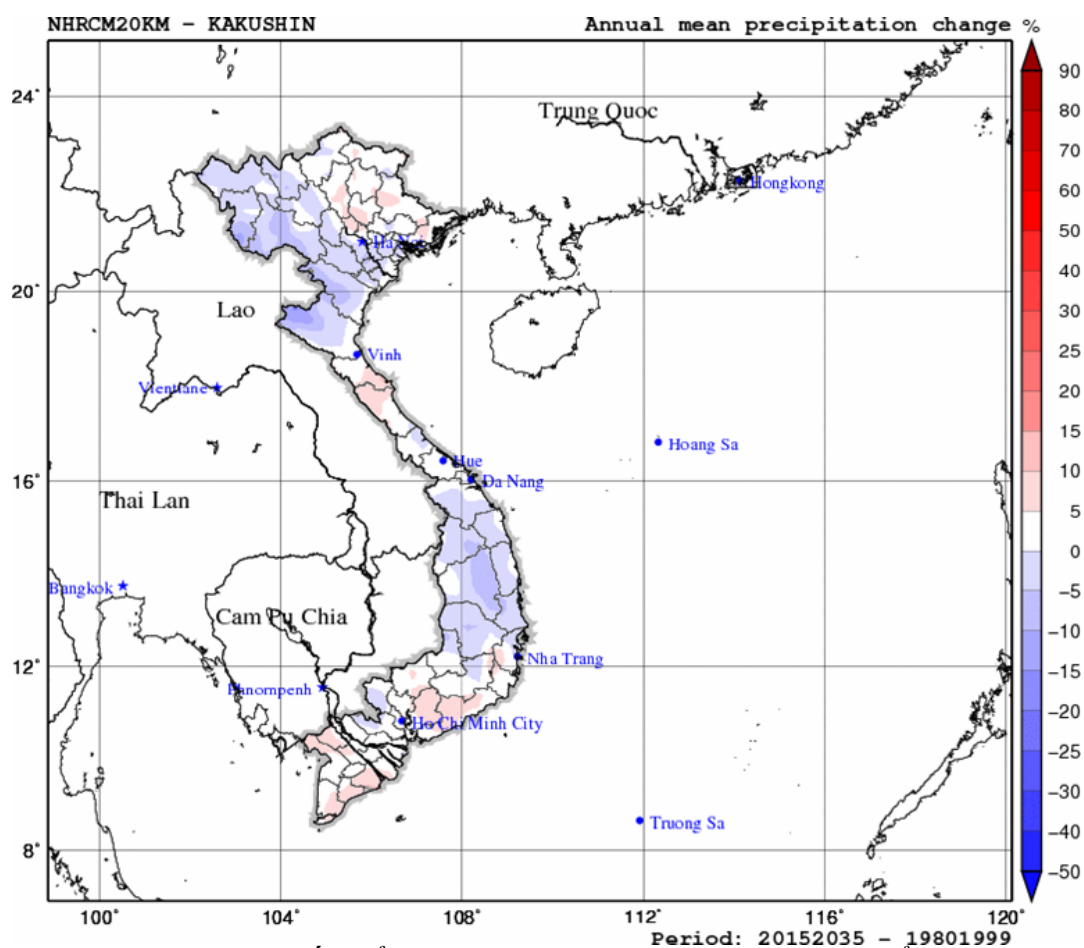 NHRCM20KM - KAKUSHIN
Annual mean precipitation change %
24°
20°
16°
12°
8°
Trung Quoc
Hongkong
Ha Noi
Lao
Vinh
Vientiane
Hoang Sa
Hue
Da Nang
Thai Lan
Bangkok
Cam Pu Chia
Nha Trang
Phnompenh
Ho Chi Minh City
Truong Sa
90
80
70
60
50
40
30
25
20
15
10
5
0
-5
-10
-15
-20
-25
-30
-40
-50
100°
104°
108°
112°
116°
120°
Period: 20152035 - 19801999